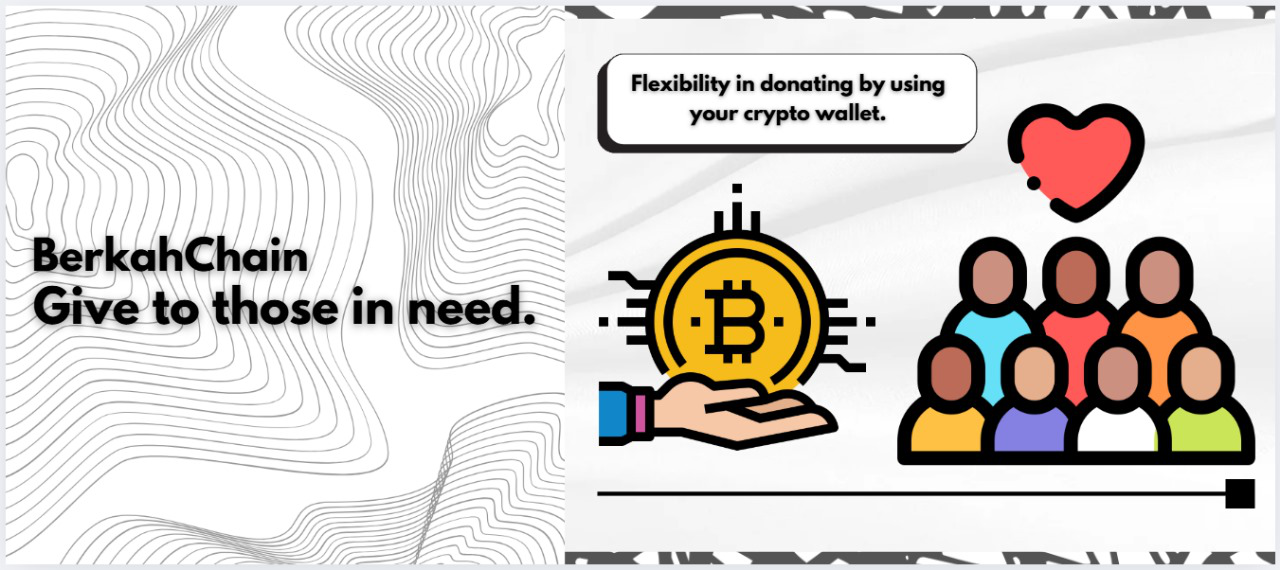 BerkahChain
Give to those in need.
Flexibility in donating by using
your crypto wallet.